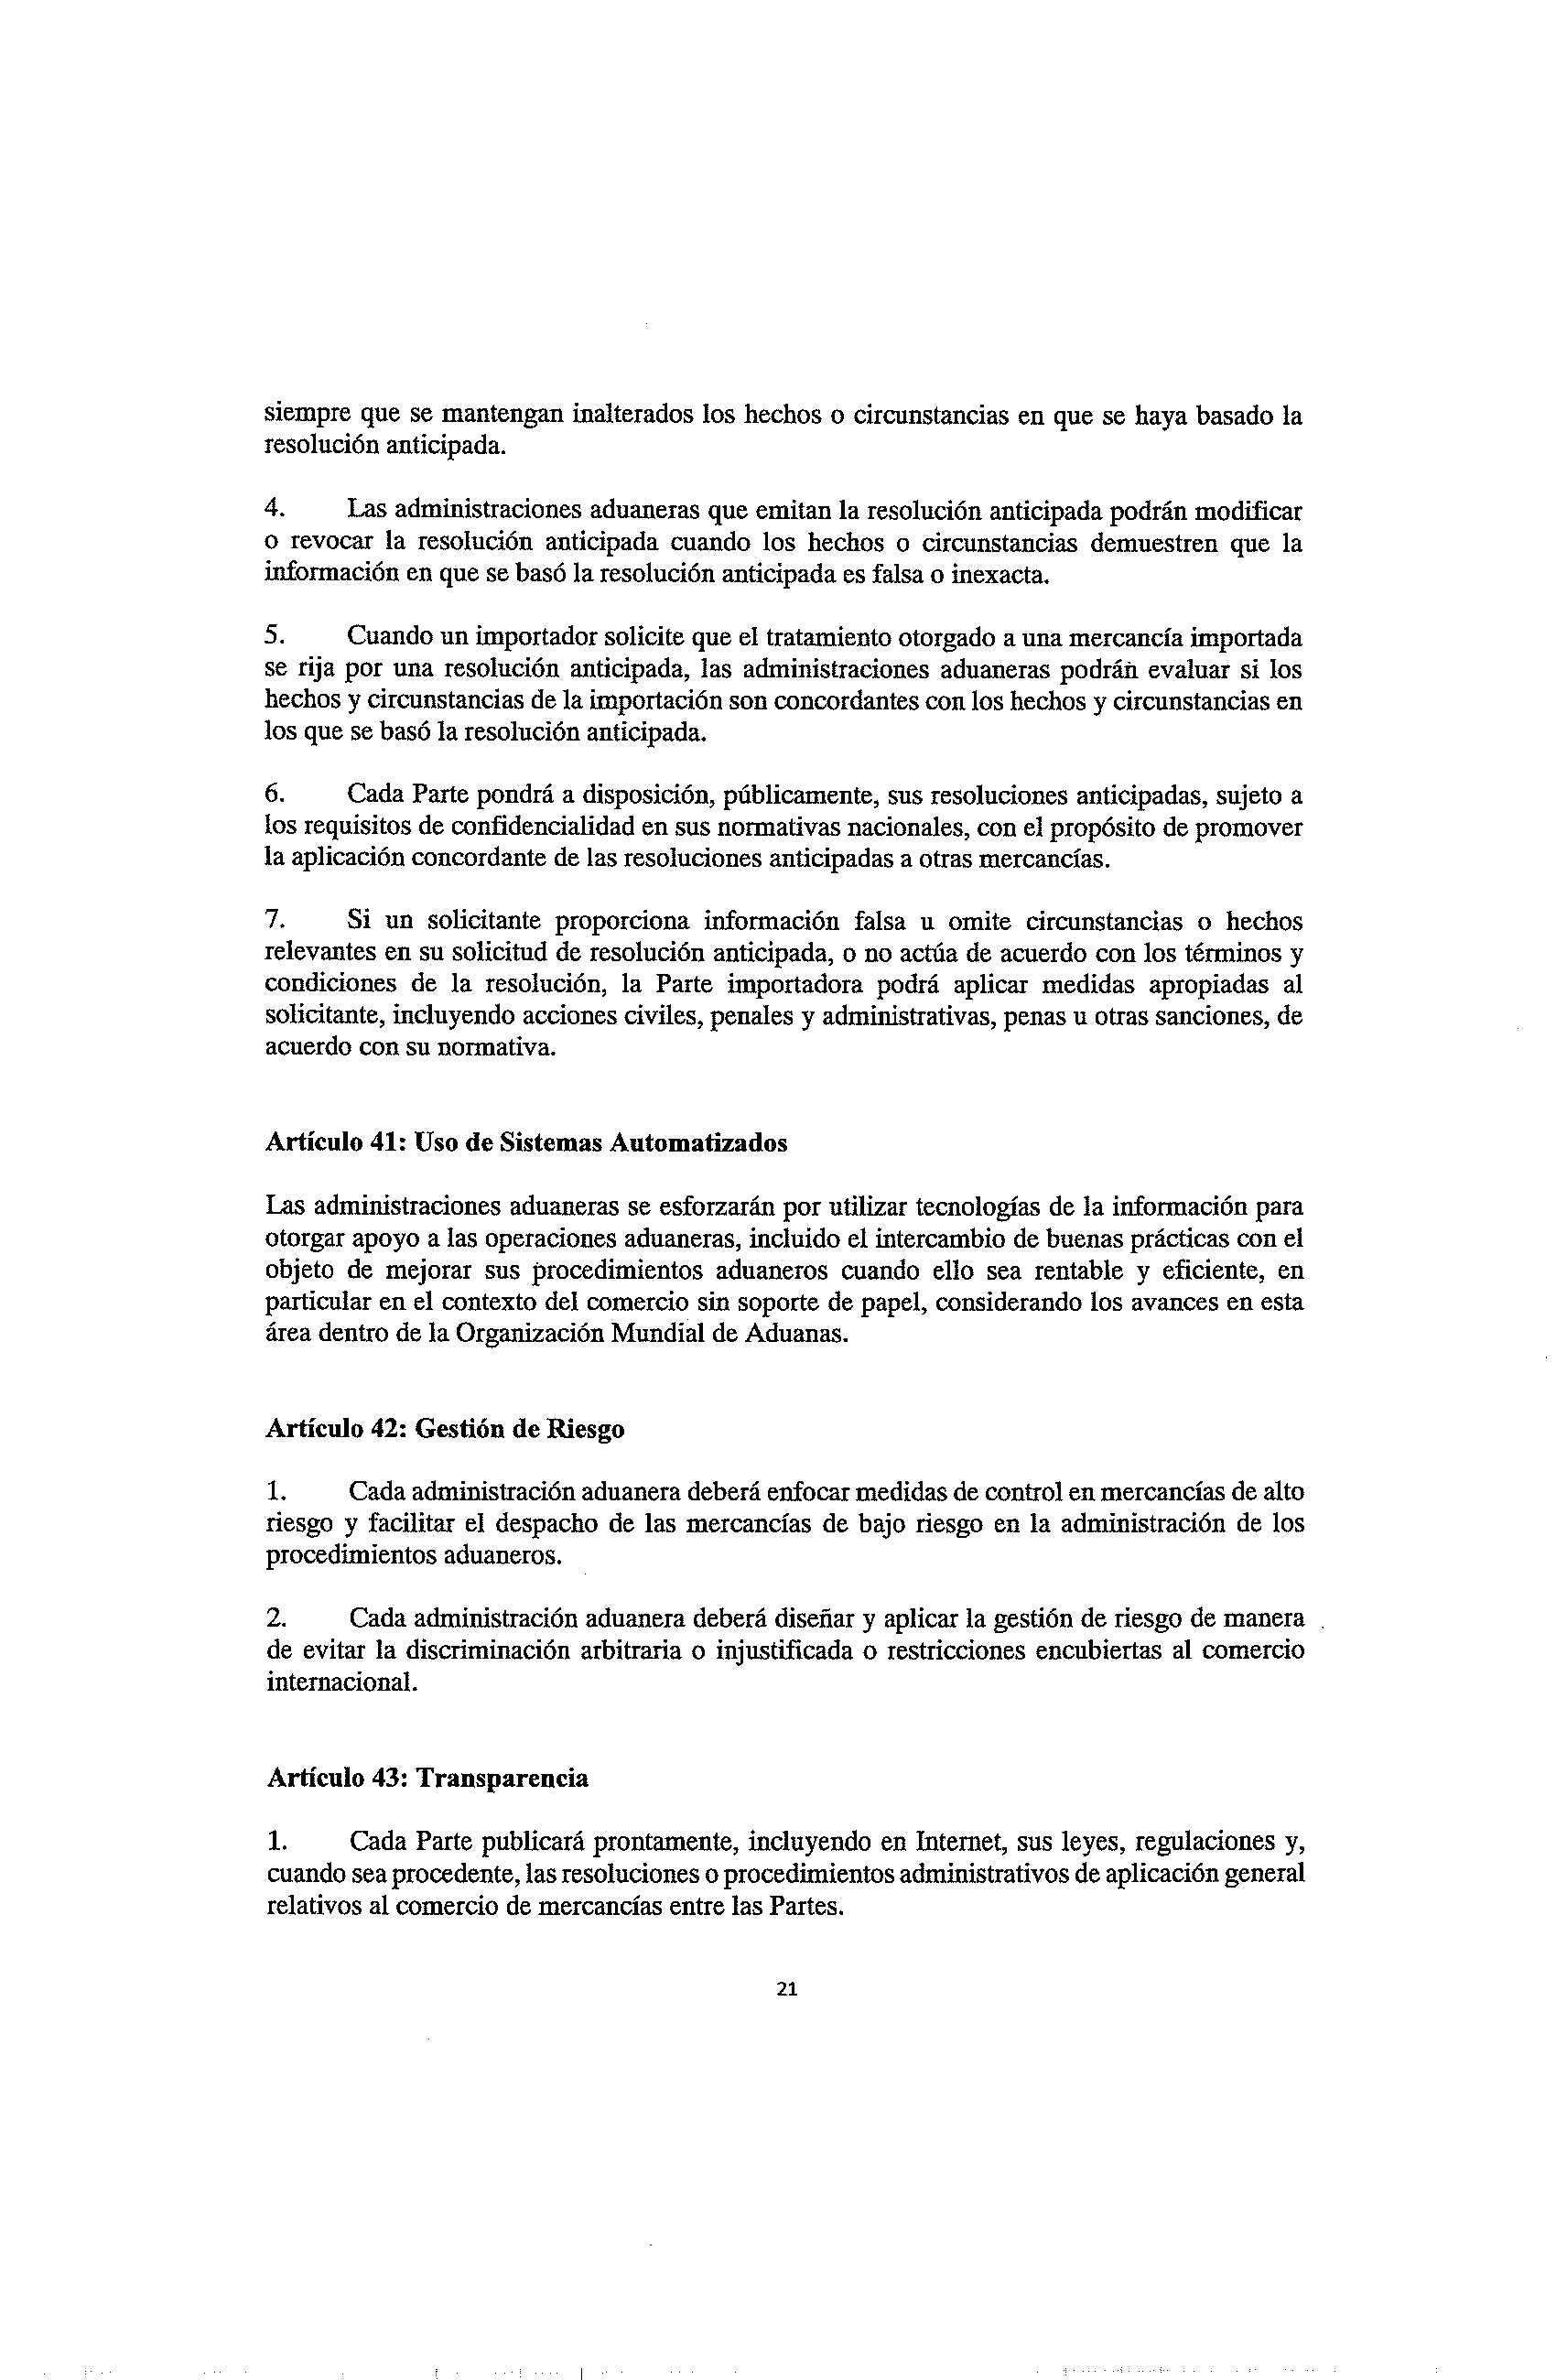 siempre que se mantengan inalterados los hechos o circunstancias en que se haya basado la
resolución anticipada.
4. Las administraciones aduaneras que emitan la resolución anticipada podrán modificar
o revocar la resolución anticipada cuando los hechos o circunstancias demuestren que la
información en que se basó la resolución anticipada es falsa o inexacta.
5. Cuando un importador solicite que el tratamiento otorgado a una mercancía importada
se rija por una resolución anticipada, las administraciones aduaneras podrán evaluar si los
hechos y circunstancias de la importación son concordantes con los hechos y circunstancias en
los que se basó la resolución anticipada.
6. Cada Parte pondrá a disposición, públicamente, sus resoluciones anticipadas, sujeto a
los requisitos de confidencialidad en sus normativas nacionales, con el propósito de promover
la aplicación concordante de las resoluciones anticipadas a otras mercancías.
7. Si un solicitante proporciona información falsa u omite circunstancias o hechos
relevantes en su solicitud de resolución anticipada, o no actúa de acuerdo con los términos y
condiciones de la resolución, la Parte importadora podrá aplicar medidas apropiadas al
solicitante, incluyendo acciones civiles, penales y administrativas, penas u otras sanciones, de
acuerdo con su normativa.
Artículo 41: Uso de Sistemas Automatizados
Las administraciones aduaneras se esforzarán por utilizar tecnologías de la información para
otorgar apoyo a las operaciones aduaneras, incluido el intercambio de buenas prácticas con el
objeto de mejorar sus procedimientos aduaneros cuando ello sea rentable y eficiente, en
particular en el contexto del comercio sin soporte de papel, considerando los avances en esta
área dentro de la Organización Mundial de Aduanas.
Artículo 42: Gestión de Riesgo
1. Cada administración aduanera deberá enfocar medidas de control en mercancías de alto
riesgo y facilitar el despacho de las mercancías de bajo riesgo en la administración de los
procedimientos aduaneros.
2. Cada administración aduanera deberá diseñar y aplicar la gestión de riesgo de manera
de evitar la discriminación arbitraria o injustificada o restricciones encubiertas al comercio
internacional.
Artículo 43: Transparencia
1. Cada Parte publicará prontamente, incluyendo en Internet, sus leyes, regulaciones y,
cuando sea procedente, las resoluciones o procedimientos administrativos de aplicación general
relativos al comercio de mercancías entre las Partes.
21